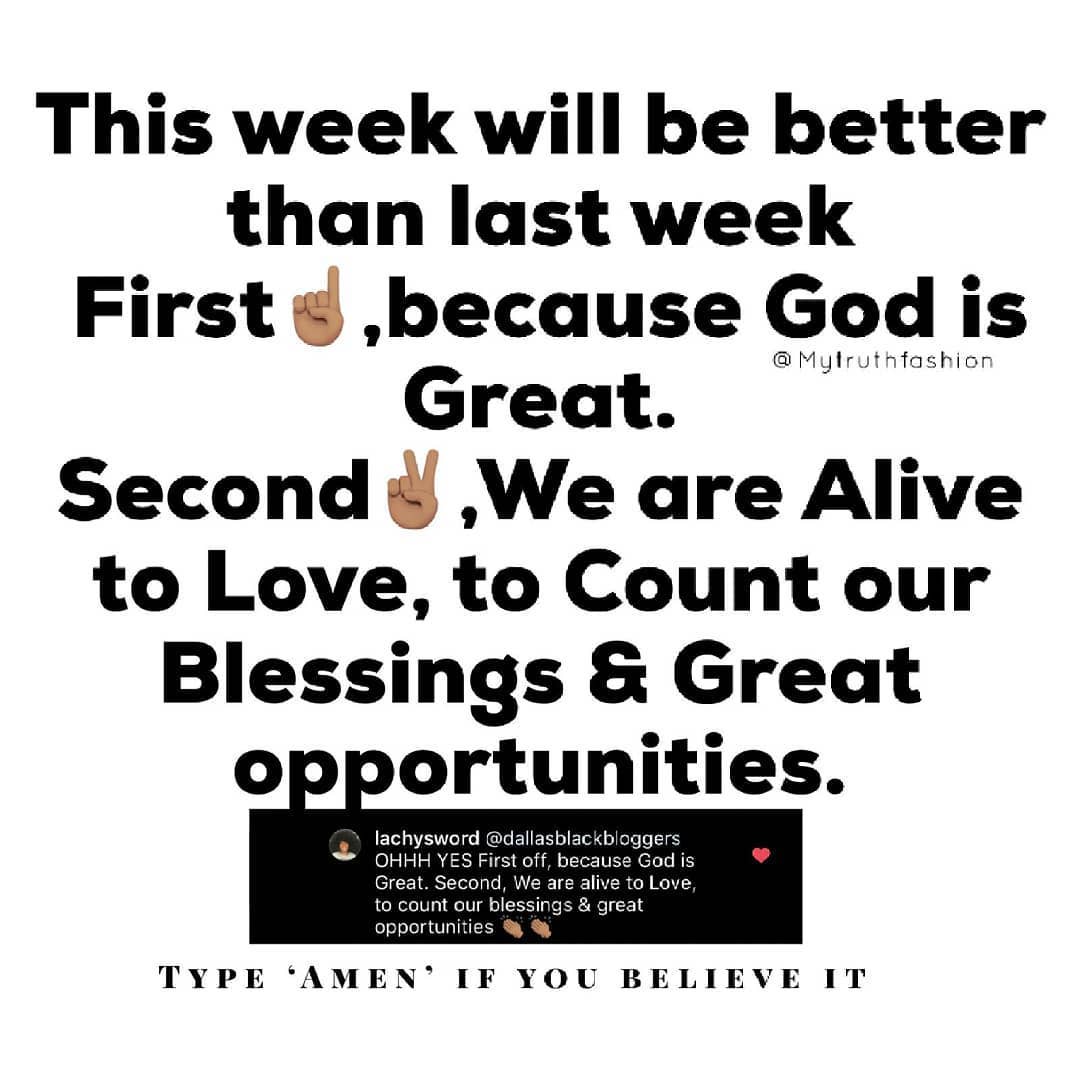 This week will be better
than last week
First☝🏽,because God is
@Mytruthfashion
Great.
Second✌🏽,We are Alive
to Love, to Count our
Blessings & Great
opportunities.
lachysword @dallasblackbloggers
OHHH YES First off, because God is
Great. Second, We are alive to Love,
to count our blessings & great
opportunities 👏🏽👏🏽
TYPE ‘AMEN’ IF YOU BELIEVE IT